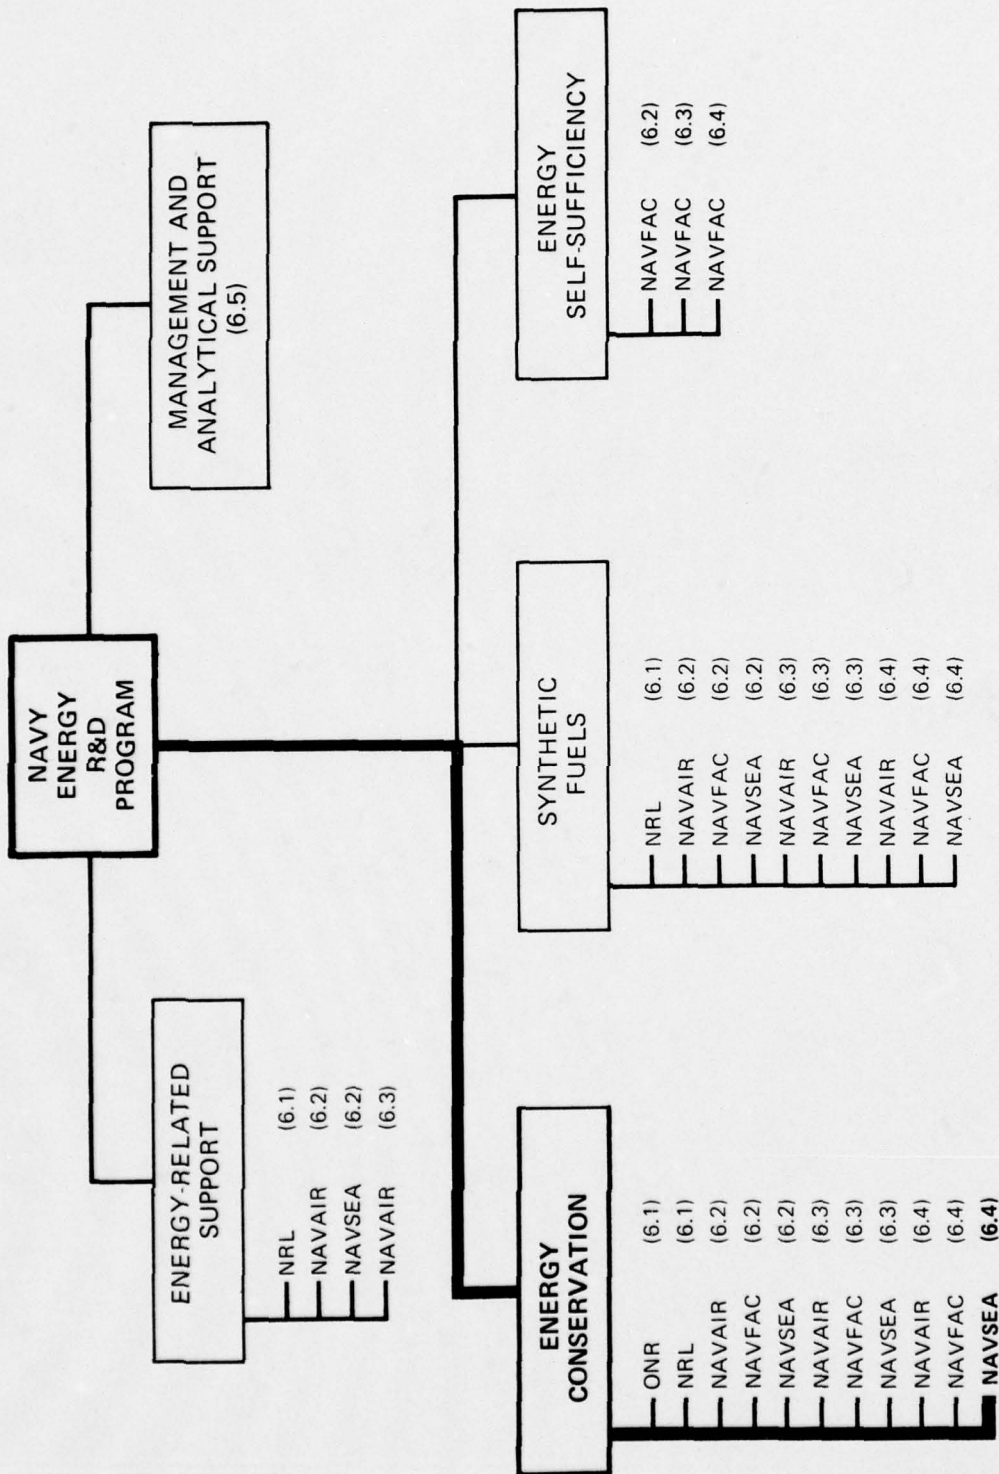 NAVY
ENERGY
R&D
PROGRAM
ENERGY-RELATED
SUPPORT
NRL (6.1)
NAVAIR (6.2)
NAVSEA (6.2)
NAVAIR (6.3)
MANAGEMENT AND
ANALYTICAL SUPPORT
(6.5)
ENERGY
CONSERVATION
ONR (6.1)
NRL (6.1)
NAVAIR (6.2)
NAVFAC (6.2)
NAVSEA (6.2)
NAVAIR (6.3)
NAVFAC (6.3)
NAVSEA (6.3)
NAVAIR (6.4)
NAVFAC (6.4)
NAVSEA (6.4)
SYNTHETIC
FUELS
NRL (6.1)
NAVAIR (6.2)
NAVFAC (6.2)
NAVSEA (6.2)
NAVAIR (6.3)
NAVFAC (6.3)
NAVSEA (6.3)
NAVAIR (6.4)
NAVFAC (6.4)
NAVSEA (6.4)
ENERGY
SELF-SUFFICIENCY
NAVFAC (6.2)
NAVFAC (6.3)
NAVFAC (6.4)